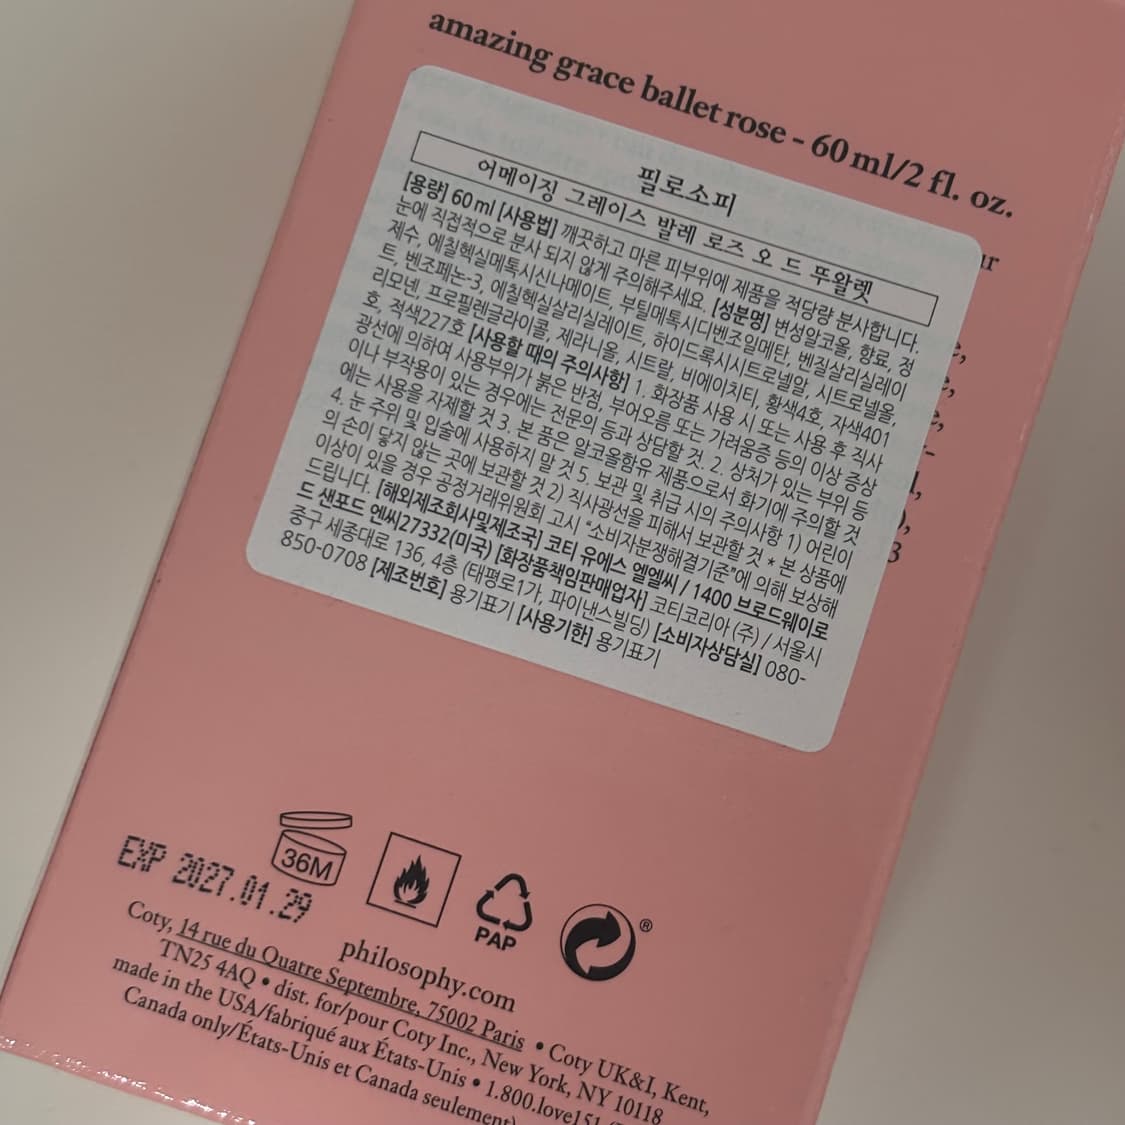 amazing grace ballet rose - 60 ml/2 fl. oz.
필로소피
어메이징 그레이스 발레 로즈 오 드 뚜왈렛
[용량] 60 ml [사용법] 깨끗하고 마른 피부위에 제품을 적당량 분사합니다.
눈에 직접적으로 분사 되지 않게 주의해주세요. [성분명] 변성알코올, 향료, 정
제수, 에칠헥실메톡시신나메이트, 부틸메톡시디벤조일메탄, 벤질살리실레이
트, 벤조페논-3, 에칠헥실살리실레이트, 하이드록시시트로넬알, 시트로넬올,
리모넨, 프로필렌글라이콜, 제라니올, 시트랄, 비에이치티, 황색4호, 자색401
호, 적색227호 [사용할 때의 주의사항] 1. 화장품 사용 시 또는 사용 후 직사
광선에 의하여 사용부위가 붉은 반점, 부어오름 또는 가려움증 등의 이상 증상
이나 부작용이 있는 경우에는 전문의 등과 상담할 것. 2. 상처가 있는 부위 등
에는 사용을 자제할 것 3. 본 품은 알코올함유 제품으로서 화기에 주의할 것
4. 눈 주위 및 입술에 사용하지 말 것 5. 보관 및 취급 시의 주의사항 1) 어린이
의 손이 닿지 않는 곳에 보관할 것 2) 직사광선을 피해서 보관할 것 * 본 상품에
이상이 있을 경우 공정거래위원회 고시 "소비자분쟁해결기준"에 의해 보상해
드립니다. [해외제조회사및제조국] 코티 유에스 엘엘씨 / 1400 브로드웨이로
드 샌포드 엔씨27332(미국) [화장품책임판매업자] 코티코리아 (주) / 서울시
중구 세종대로 136, 4층 (태평로1가, 파이낸스빌딩) [소비자상담실] 080-
850-0708 [제조번호] 용기표기 [사용기한] 용기표기
36M
EXP 2027.01.29
PAP
®
philosophy.com
Coty, 14 rue du Quatre Septembre, 75002 Paris • Coty UK&I, Kent,
TN25 4AQ • dist. for/pour Coty Inc., New York, NY 10118
made in the USA/fabriqué aux États-Unis • 1.800.love151
Canada only/États-Unis et Canada seulement)